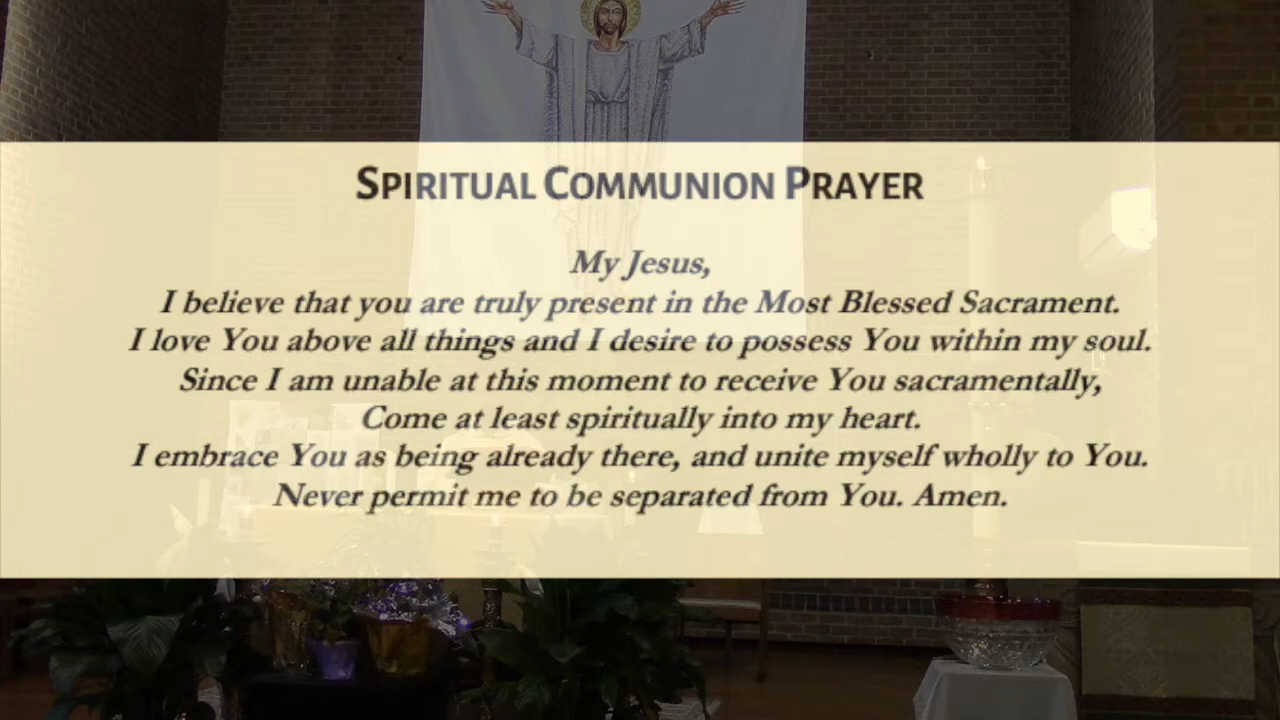 SPIRITUAL COMMUNION PRAYER
My Jesus,
I believe that you are truly present in the Most Blessed Sacrament.
I love You above all things and I desire to possess You within my soul.
Since I am unable at this moment to receive You sacramentally,
Come at least spiritually into my heart.
I embrace You as being already there, and unite myself wholly to You.
Never permit me to be separated from You. Amen.